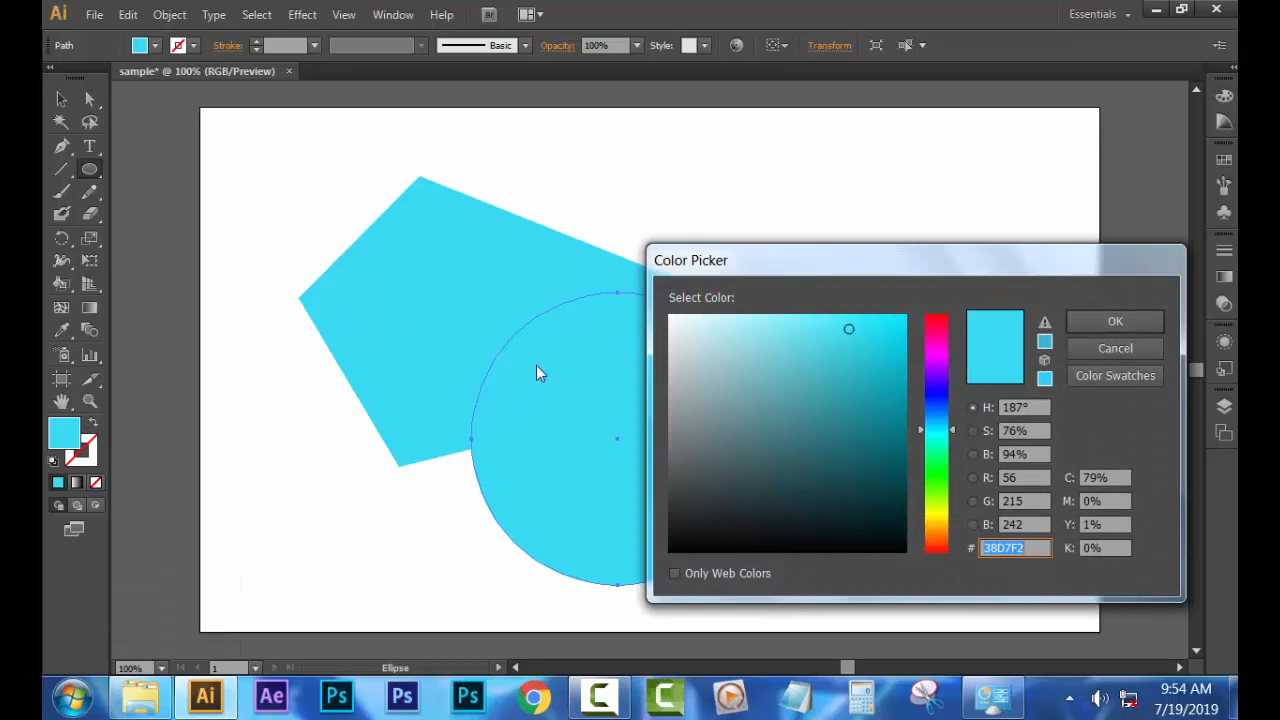 Ai File Edit Object Type Select Effect View Window Help Br Essentials
Path Stroke: Basic Opacity: 100% Style: Transform
sample* @ 100% (RGB/Preview)
T
Color Picker
Select Color:
OK
Cancel
Color Swatches
H: 187°
S: 76%
B: 94%
R: 56 C: 79%
G: 215 M: 0%
B: 242 Y: 1%
# 38D7F2 K: 0%
Only Web Colors
100% 1 Ellipse
Ai Ae Ps Ps Ps C C
9:54 AM
7/19/2019